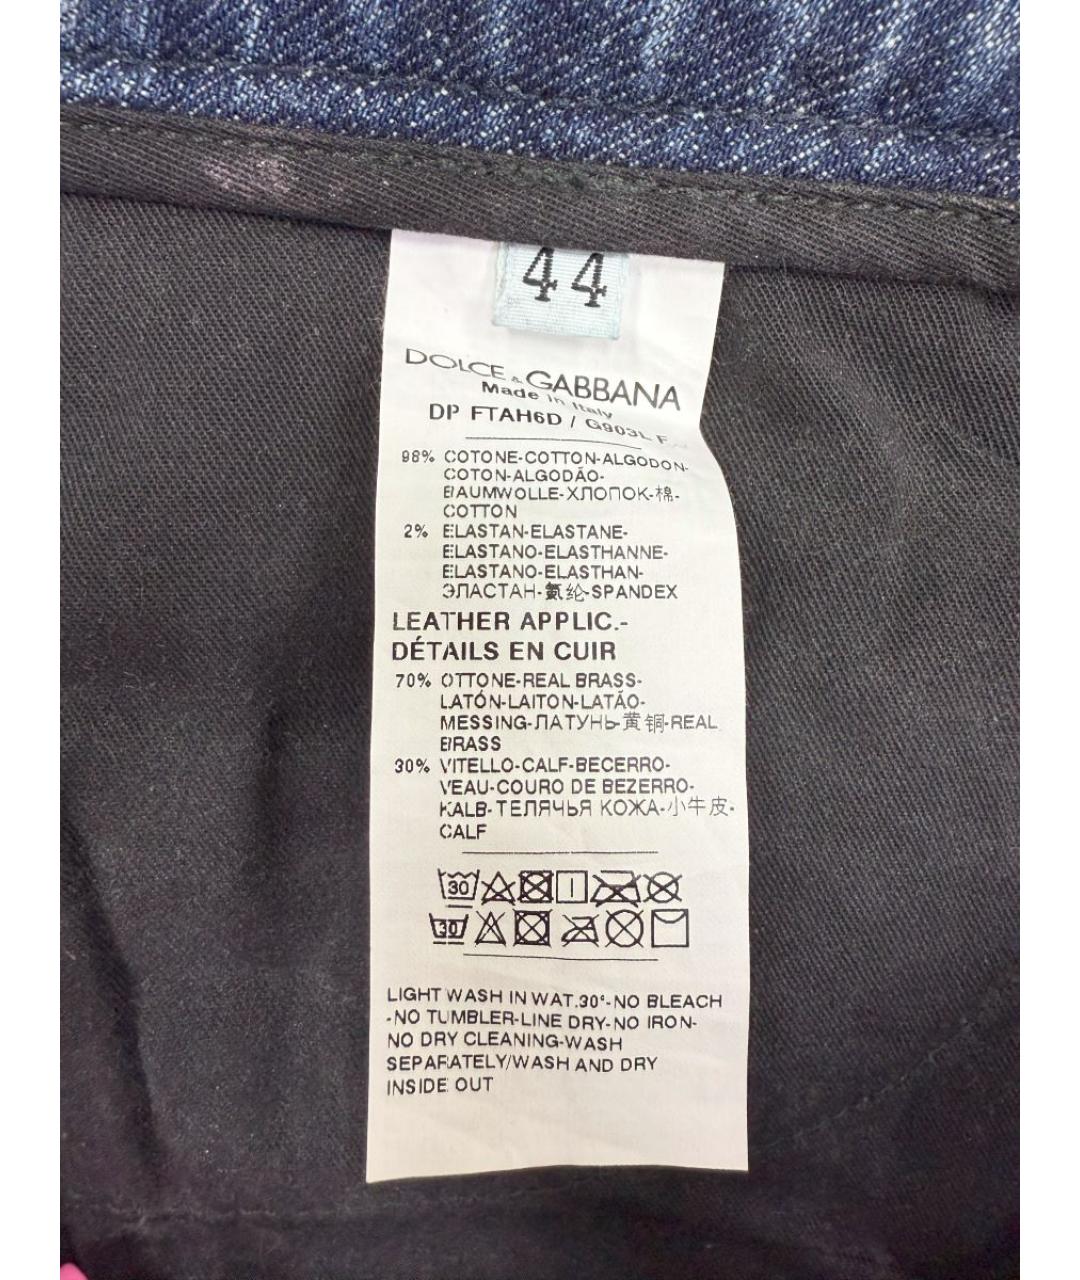 44
DOLCE & GABBANA
Made in Italy
DP FTAH6D / G903L
98% COTONE-COTTON-ALGODON-
COTON-ALGODÃO-
BAUMWOLLE-ХЛОПОК-棉-
COTTON
2% ELASTAN-ELASTANE-
ELASTANO-ELASTHANNE-
ELASTANO-ELASTHAN-
ЭЛАСТАН-氨纶-SPANDEX
LEATHER APPLIC.-
DÉTAILS EN CUIR
70% OTTONE-REAL BRASS-
LATÓN-LAITON-LATÃO-
MESSING-ЛАТУНЬ-黄铜-REAL
BRASS
30% VITELLO-CALF-BECERRO-
VEAU-COURO DE BEZERRO-
KALB-ТЕЛЯЧЬЯ КОЖА-小牛皮-
CALF
30
30
LIGHT WASH IN WAT.30°-NO BLEACH
-NO TUMBLER-LINE DRY-NO IRON-
NO DRY CLEANING-WASH
SEPARATELY/WASH AND DRY
INSIDE OUT